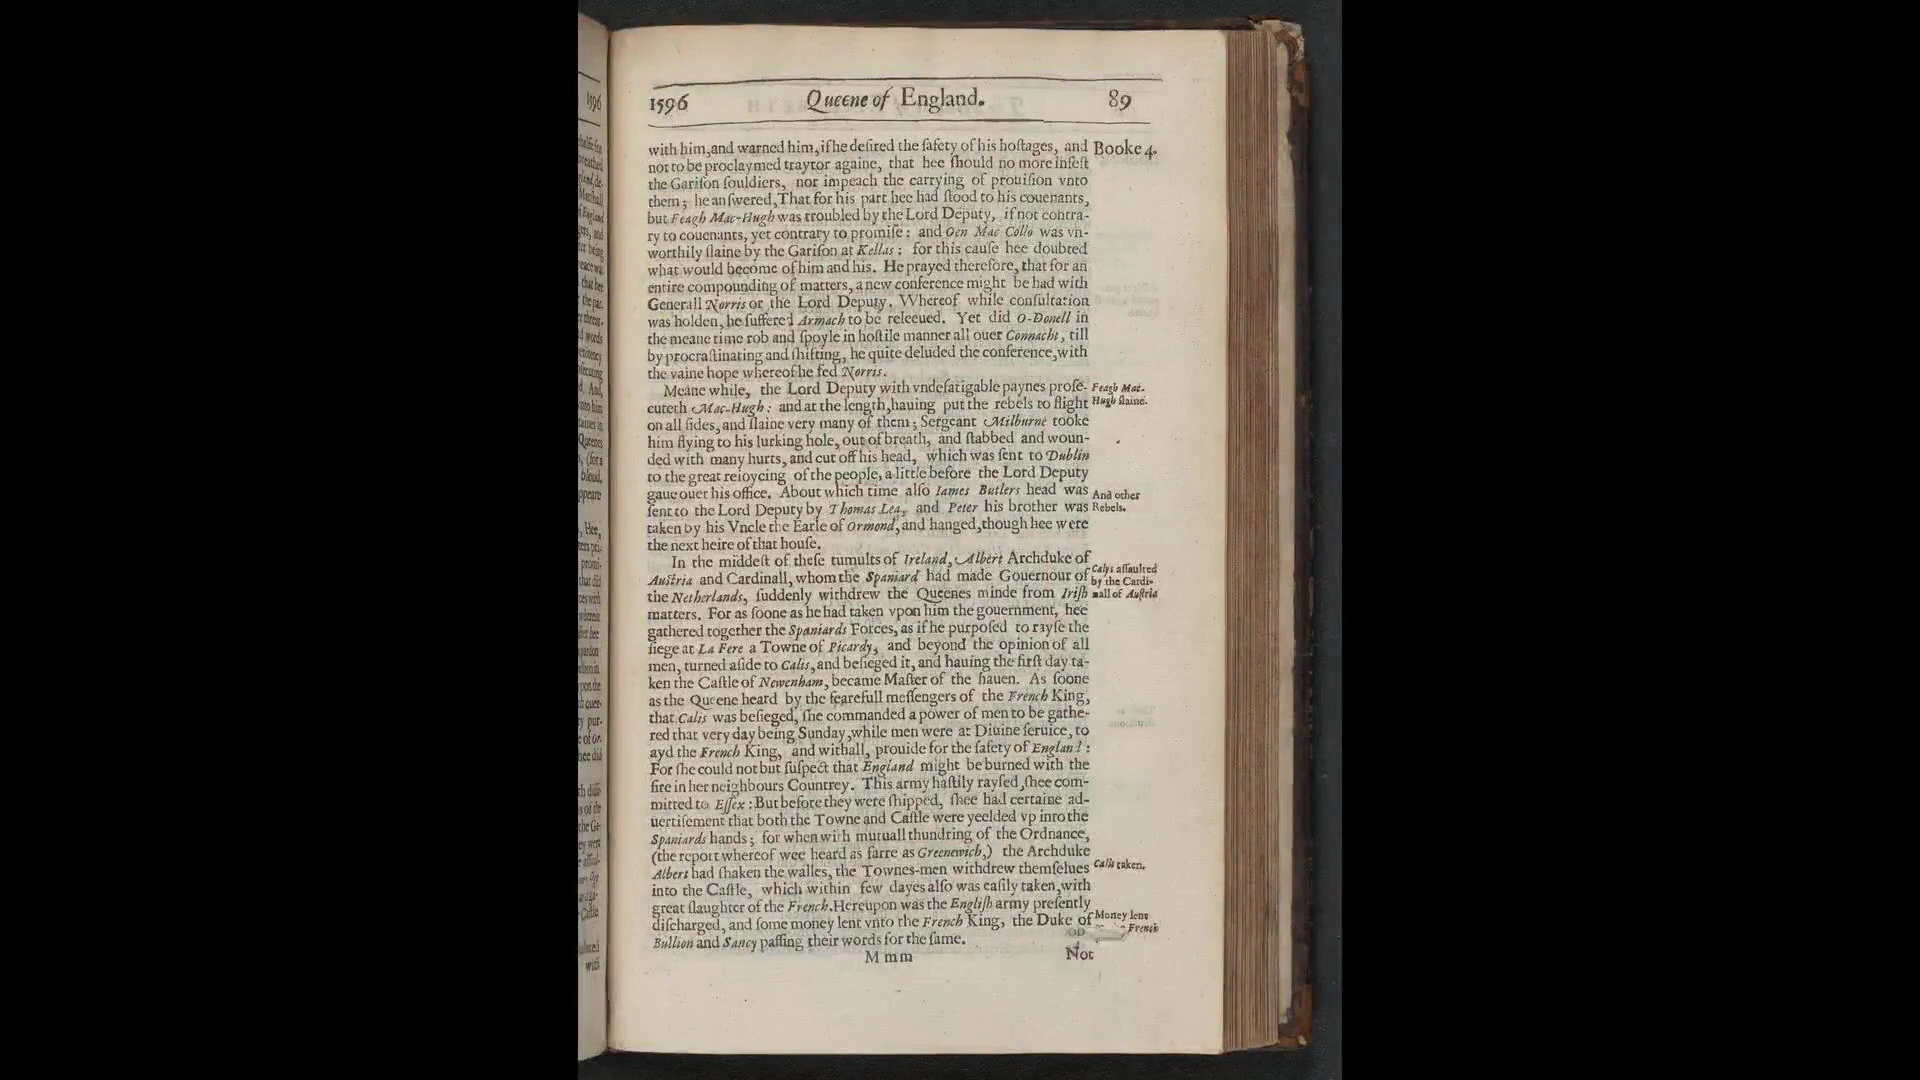 1596 Queene of England. 89
Booke 4.
with him,and warned him,if he deſired the ſafety of his hoſtages, and
not to be proclaymed traytor againe, that hee ſhould no more infeſt
the Gariſon ſouldiers, nor impeach the carrying of prouiſion vnto
them; he anſwered,That for his part hee had ſtood to his couenants,
but Feagh Mac-Hugh was troubled by the Lord Deputy, if not contra-
ry to couenants, yet contrary to promiſe: and Oen Mac Collo was vn-
worthily ſlaine by the Gariſon at Kellas: for this cauſe hee doubted
what would become of him and his. He prayed therefore, that for an
entire compounding of matters, a new conference might be had with
Generall Norris or the Lord Deputy. Whereof while conſultation
was holden, he ſuffered Armach to be releeued. Yet did O-Donell in
the meane time rob and ſpoyle in hoſtile manner all ouer Connacht, till
by procraſtinating and ſhifting, he quite deluded the conference,with
the vaine hope whereof he fed Norris.
Meane while, the Lord Deputy with vndefatigable paynes proſe-
cuteth Mac-Hugh: and at the length,hauing put the rebels to flight
on all ſides,and ſlaine very many of them; Sergeant Milburne tooke
him flying to his lurking hole, out of breath, and ſtabbed and woun-
ded with many hurts, and cut off his head, which was ſent to Dublin
to the great reioycing of the people, a little before the Lord Deputy
gaue ouer his office. About which time alſo Iames Butlers head was
ſent to the Lord Deputy by Thomas Lea, and Peter his brother was
taken by his Vncle the Earle of Ormond,and hanged,though hee were
the next heire of that houſe.
In the middeſt of theſe tumults of Ireland, Albert Archduke of
Auſtria and Cardinall, whom the Spaniard had made Gouernour of
the Netherlands, ſuddenly withdrew the Queenes minde from Iriſh
matters. For as ſoone as he had taken vpon him the gouernment, hee
gathered together the Spaniards Forces, as if he purpoſed to rayſe the
ſiege at La Fere a Towne of Picardy, and beyond the opinion of all
men, turned aſide to Calis,and beſieged it, and hauing the firſt day ta-
ken the Caſtle of Newenham, became Maſter of the hauen. As ſoone
as the Queene heard by the fearefull meſſengers of the French King,
that Calis was beſieged, ſhe commanded a power of men to be gathe-
red that very day being Sunday,while men were at Diuine ſeruice, to
ayd the French King, and withall, prouide for the ſafety of England:
For ſhe could not but ſuſpect that England might be burned with the
fire in her neighbours Countrey. This army haſtily rayſed,ſhee com-
mitted to Eſſex: But before they were ſhipped, ſhee had certaine ad-
uertiſement that both the Towne and Caſtle were yeelded vp into the
Spaniards hands; for when with mutuall thundring of the Ordnance,
(the report whereof wee heard as farre as Greenewich,) the Archduke
Albert had ſhaken the walles, the Townes-men withdrew themſelues
into the Caſtle, which within few dayes alſo was eaſily taken,with
great ſlaughter of the French.Hereupon was the Engliſh army preſently
diſcharged, and ſome money lent vnto the French King, the Duke of
Bullion and Sancy paſſing their words for the ſame.
Feagh Mac-
Hugh ſlaine.
And other
Rebels.
Calys aſſaulted
by the Cardi-
nall of Auſtria
Calis taken.
Money lent
French
M m m Not